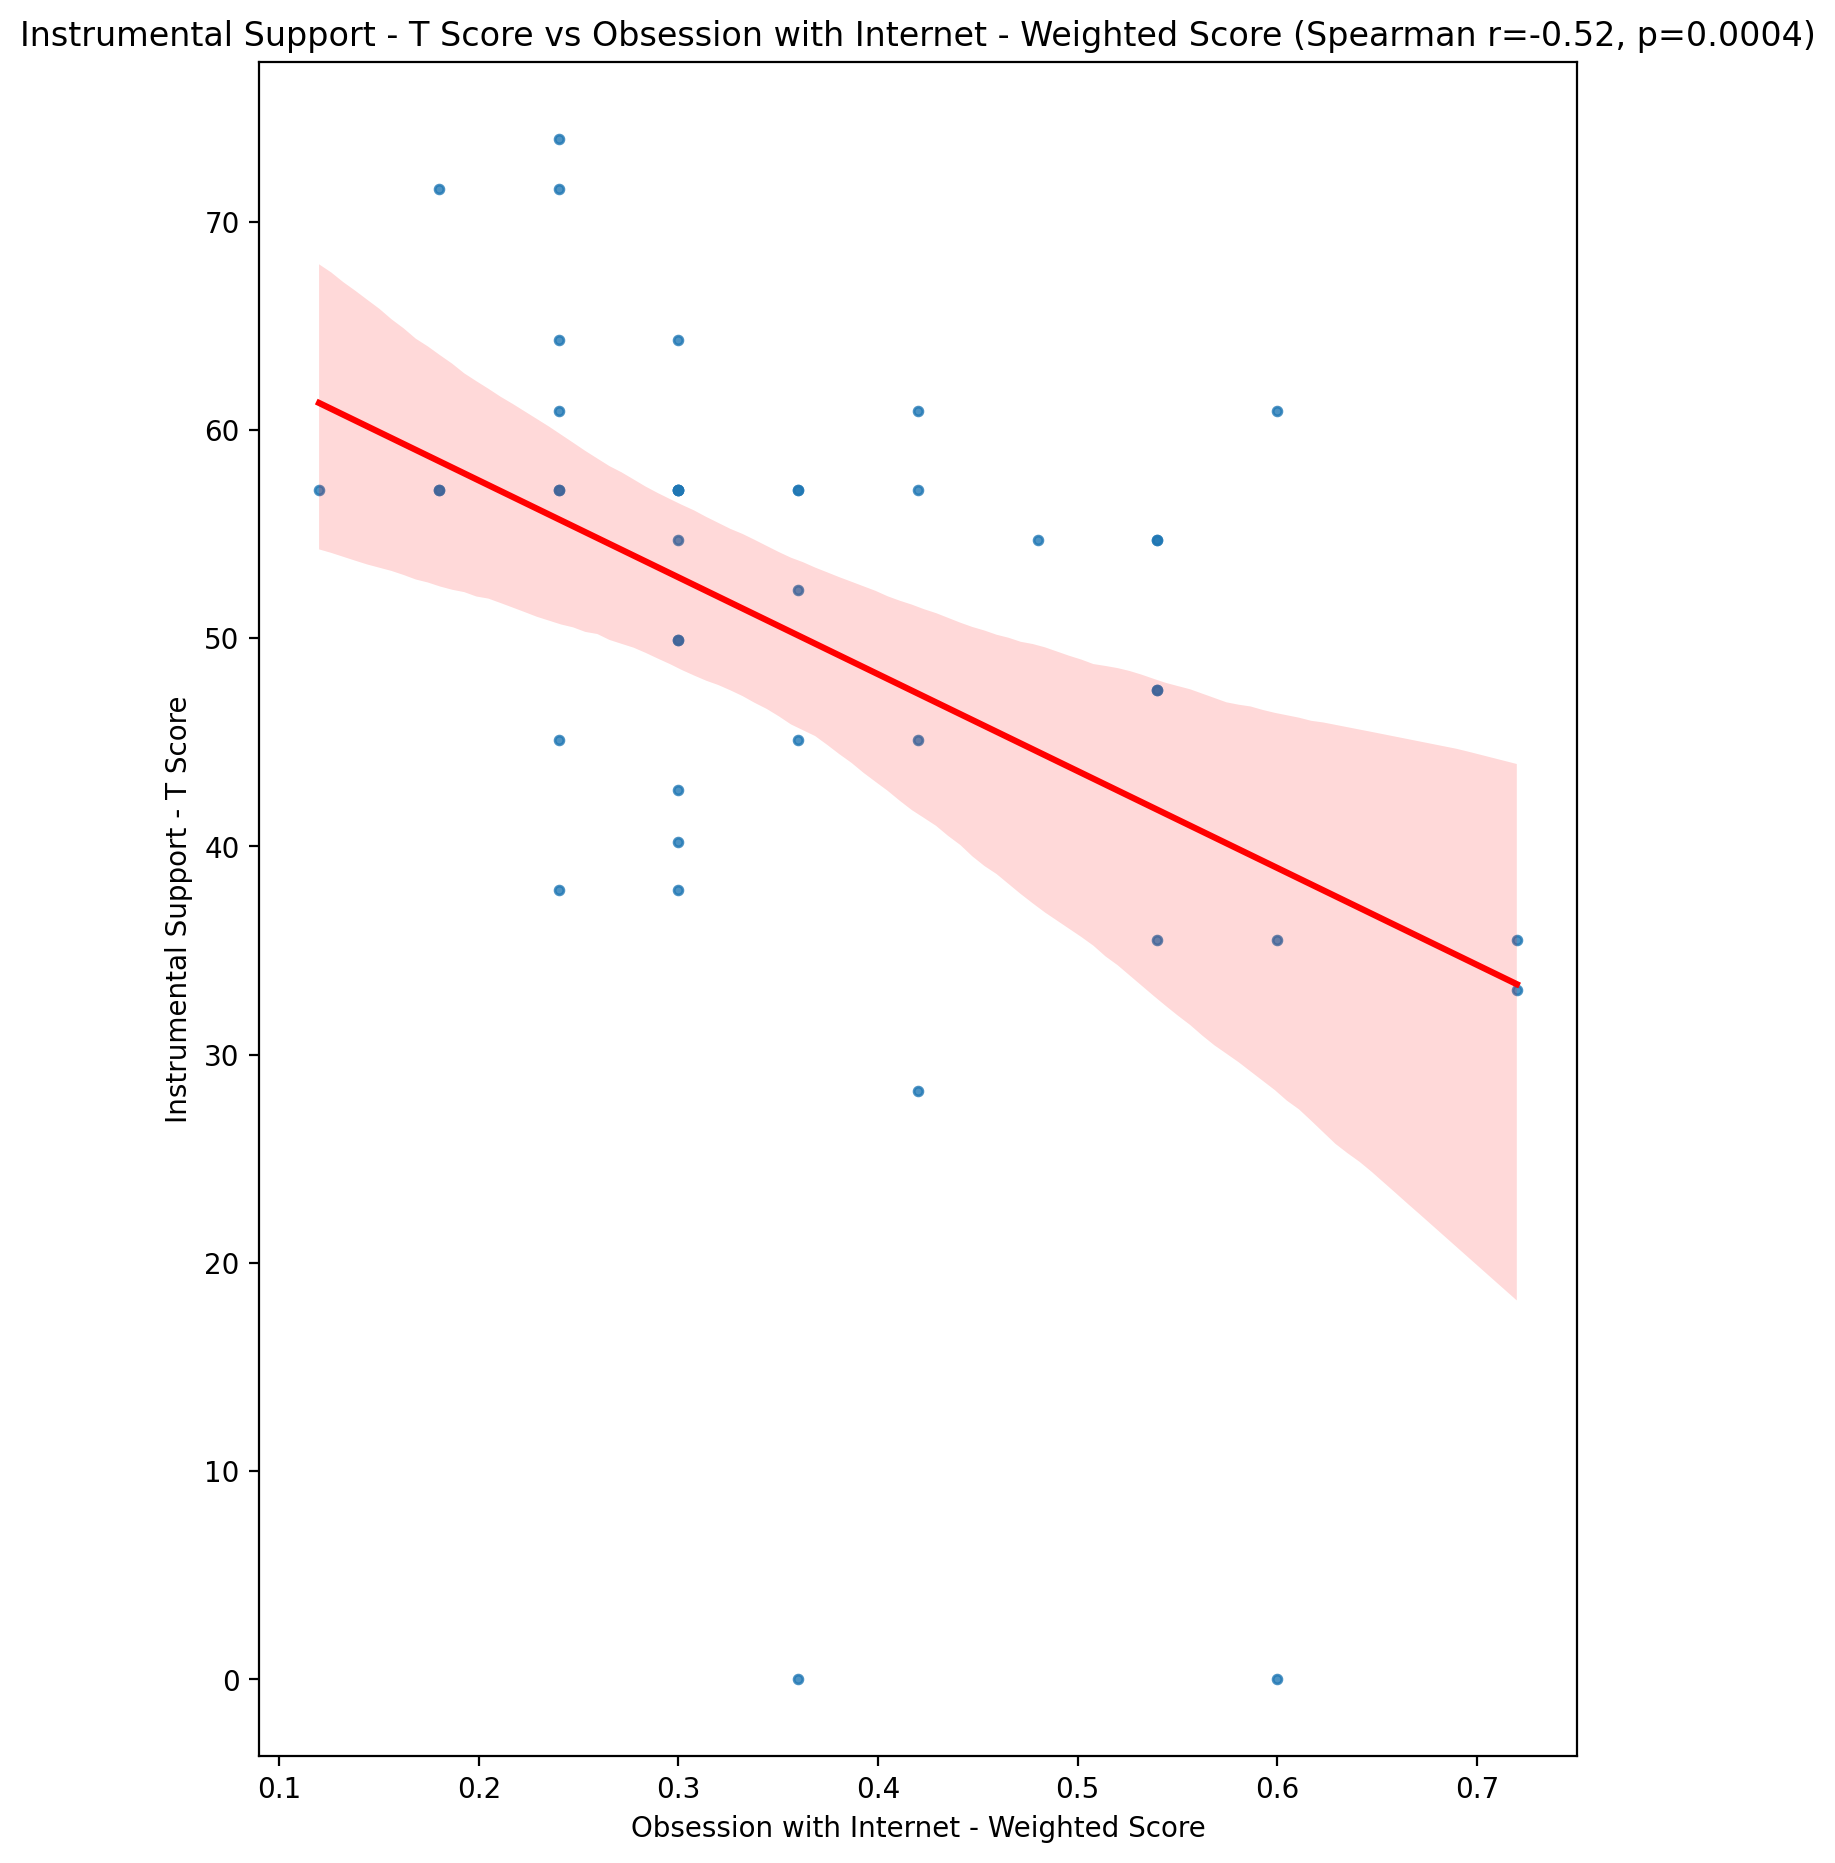 Instrumental Support - T Score vs Obsession with Internet - Weighted Score (Spearman r=-0.52, p=0.0004)
Instrumental Support - T Score
70
60
50
40
30
20
10
0
0.1 0.2 0.3 0.4 0.5 0.6 0.7
Obsession with Internet - Weighted Score